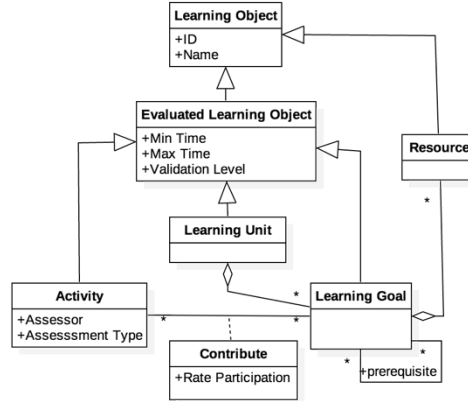 Learning Object
+ID
+Name
Evaluated Learning Object
+Min Time
+Max Time
+Validation Level
Resource
*
Learning Unit
*
Activity
+Assessor
+Assesssment Type
*
*
Learning Goal
*
*
+prerequisite
Contribute
+Rate Participation